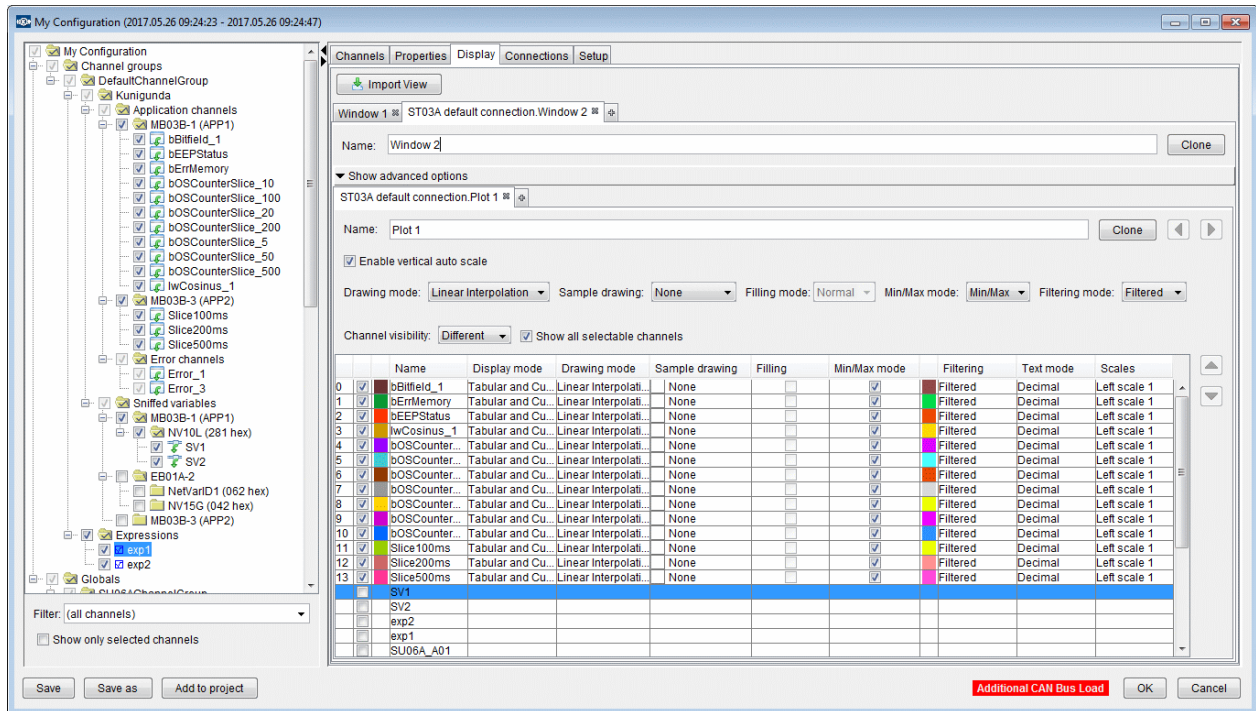 My Configuration (2017.05.26 09:24:23 - 2017.05.26 09:24:47)
My Configuration
Channel groups
DefaultChannelGroup
Kunigunda
Application channels
MB03B-1 (APP1)
bBitfield_1
bEEPStatus
bErrMemory
bOSCounterSlice_10
bOSCounterSlice_100
bOSCounterSlice_20
bOSCounterSlice_200
bOSCounterSlice_5
bOSCounterSlice_50
bOSCounterSlice_500
lwCosinus_1
MB03B-3 (APP2)
Slice100ms
Slice200ms
Slice500ms
Error channels
Error_1
Error_3
Sniffed variables
MB03B-1 (APP1)
NV10L (281 hex)
SV1
SV2
EB01A-2
NetVarID1 (062 hex)
NV15G (042 hex)
MB03B-3 (APP2)
Expressions
exp1
exp2
Globals
SU06AChannelGroup
Filter: (all channels)
Show only selected channels
Channels Properties Display Connections Setup
Import View
Window 1 ST03A default connection.Window 2
Name: Window 2 Clone
Show advanced options
ST03A default connection.Plot 1
Name: Plot 1 Clone
Enable vertical auto scale
Drawing mode: Linear Interpolation Sample drawing: None Filling mode: Normal Min/Max mode: Min/Max Filtering mode: Filtered
Channel visibility: Different Show all selectable channels
Name Display mode Drawing mode Sample drawing Filling Min/Max mode Filtering Text mode Scales
0 bBitfield_1 Tabular and Cu... Linear Interpolati... None Filtered Decimal Left scale 1
1 bErrMemory Tabular and Cu... Linear Interpolati... None Filtered Decimal Left scale 1
2 bEEPStatus Tabular and Cu... Linear Interpolati... None Filtered Decimal Left scale 1
3 lwCosinus_1 Tabular and Cu... Linear Interpolati... None Filtered Decimal Left scale 1
4 bOSCounter... Tabular and Cu... Linear Interpolati... None Filtered Decimal Left scale 1
5 bOSCounter... Tabular and Cu... Linear Interpolati... None Filtered Decimal Left scale 1
6 bOSCounter... Tabular and Cu... Linear Interpolati... None Filtered Decimal Left scale 1
7 bOSCounter... Tabular and Cu... Linear Interpolati... None Filtered Decimal Left scale 1
8 bOSCounter... Tabular and Cu... Linear Interpolati... None Filtered Decimal Left scale 1
9 bOSCounter... Tabular and Cu... Linear Interpolati... None Filtered Decimal Left scale 1
10 bOSCounter... Tabular and Cu... Linear Interpolati... None Filtered Decimal Left scale 1
11 Slice100ms Tabular and Cu... Linear Interpolati... None Filtered Decimal Left scale 1
12 Slice200ms Tabular and Cu... Linear Interpolati... None Filtered Decimal Left scale 1
13 Slice500ms Tabular and Cu... Linear Interpolati... None Filtered Decimal Left scale 1
SV1
SV2
exp2
exp1
SU06A_A01
Save Save as Add to project Additional CAN Bus Load OK Cancel